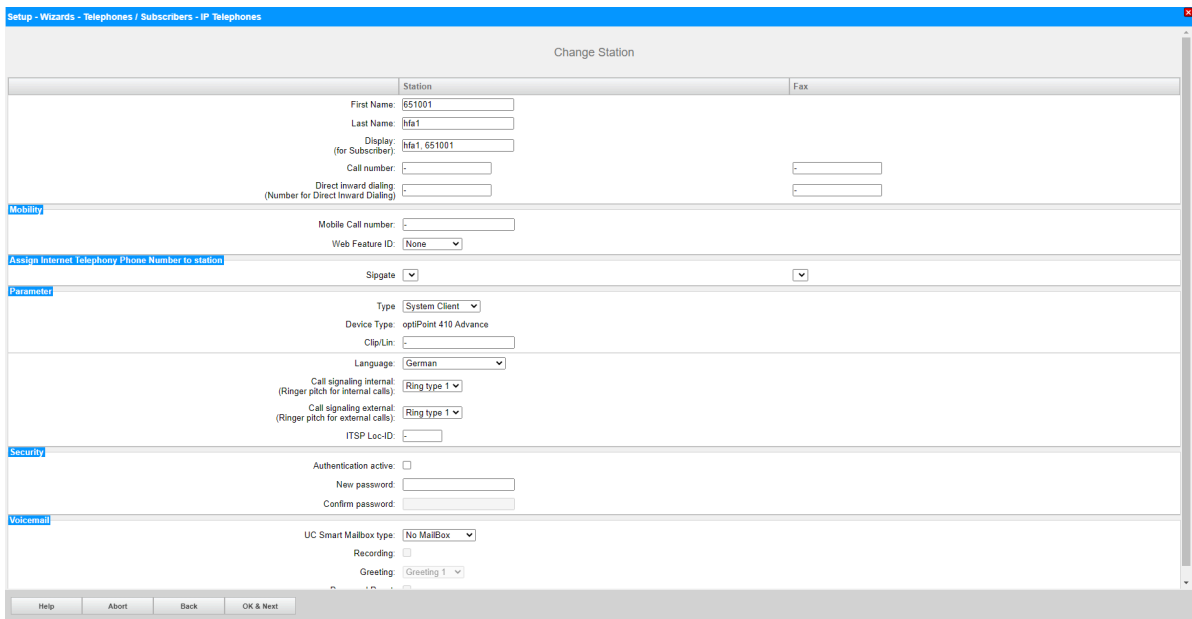 Setup - Wizards - Telephones / Subscribers - IP Telephones
Change Station
Station Fax
First Name: 651001
Last Name: hfa1
Display:
(for Subscriber): hfa1, 651001
Call number: - -
Direct inward dialing:
(Number for Direct Inward Dialing) - -
Mobility
Mobile Call number: -
Web Feature ID: None
Assign Internet Telephony Phone Number to station
Sipgate
Parameter
Type System Client
Device Type: optiPoint 410 Advance
Clip/Lin: -
Language: German
Call signaling internal:
(Ringer pitch for internal calls): Ring type 1
Call signaling external:
(Ringer pitch for external calls): Ring type 1
ITSP Loc-ID: -
Security
Authentication active:
New password:
Confirm password:
Voicemail
UC Smart Mailbox type: No MailBox
Recording:
Greeting: Greeting 1
Help Abort Back OK & Next